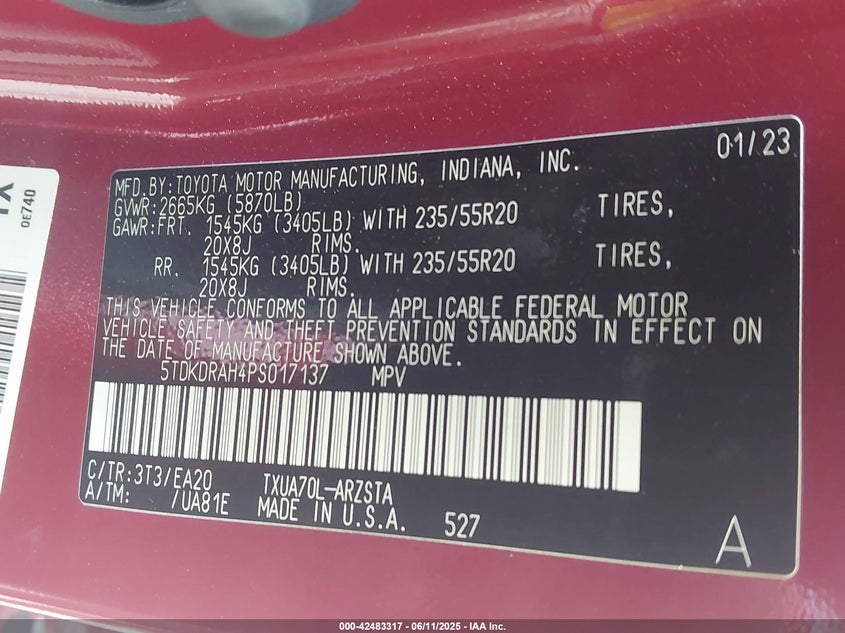 01/23
MFD.BY:TOYOTA MOTOR MANUFACTURING, INDIANA, INC.
GVWR:2665KG (5870LB)
GAWR:FRT. 1545KG (3405LB) WITH 235/55R20 TIRES,
20X8J RIMS.
RR. 1545KG (3405LB) WITH 235/55R20 TIRES,
20X8J RIMS.
THIS VEHICLE CONFORMS TO ALL APPLICABLE FEDERAL MOTOR
VEHICLE SAFETY AND THEFT PREVENTION STANDARDS IN EFFECT ON
THE DATE OF MANUFACTURE SHOWN ABOVE.
5TDKDRAH4PS017137 MPV
C/TR:3T3/EA20 TXUA70L-ARZSTA
A/TM: /UA81E MADE IN U.S.A. 527
A
0E740
000-42483317 - 06/11/2025 - IAA Inc.